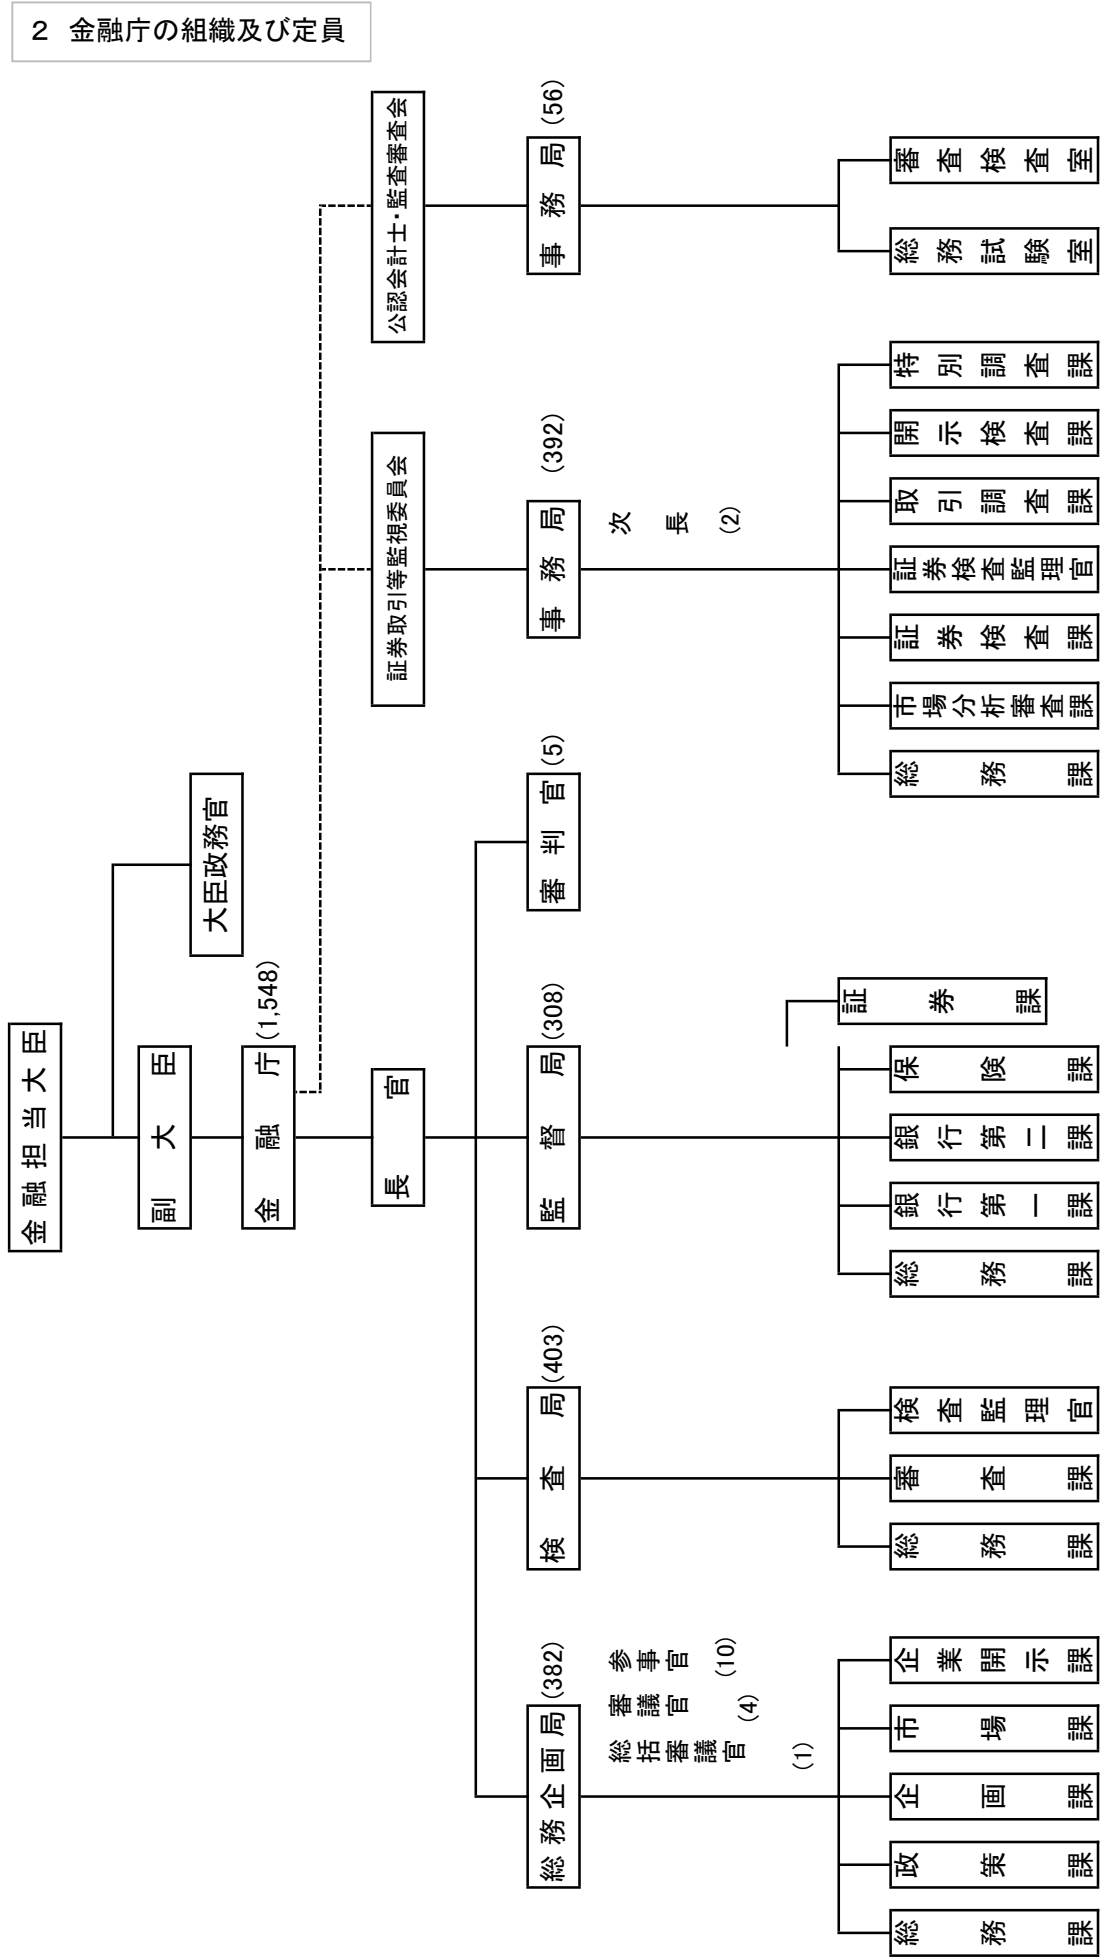 2 金融庁の組織及び定員
金融担当大臣
副大臣
大臣政務官
金融庁 (1,548)
長官
総務企画局 (382)
総括審議官 (1)
審議官 (4)
参事官 (10)
総務課
政策課
企画課
市場課
企業開示課
検査局 (403)
総務課
審査課
検査監理官
監督局 (308)
総務課
銀行第一課
銀行第二課
保険課
証券課
審判官 (5)
証券取引等監視委員会
事務局 (392)
次長 (2)
総務課
市場分析審査課
証券検査課
証券検査監理官
取引調査課
開示検査課
特別調査課
公認会計士・監査審査会
事務局 (56)
総務試験室
審査検査室